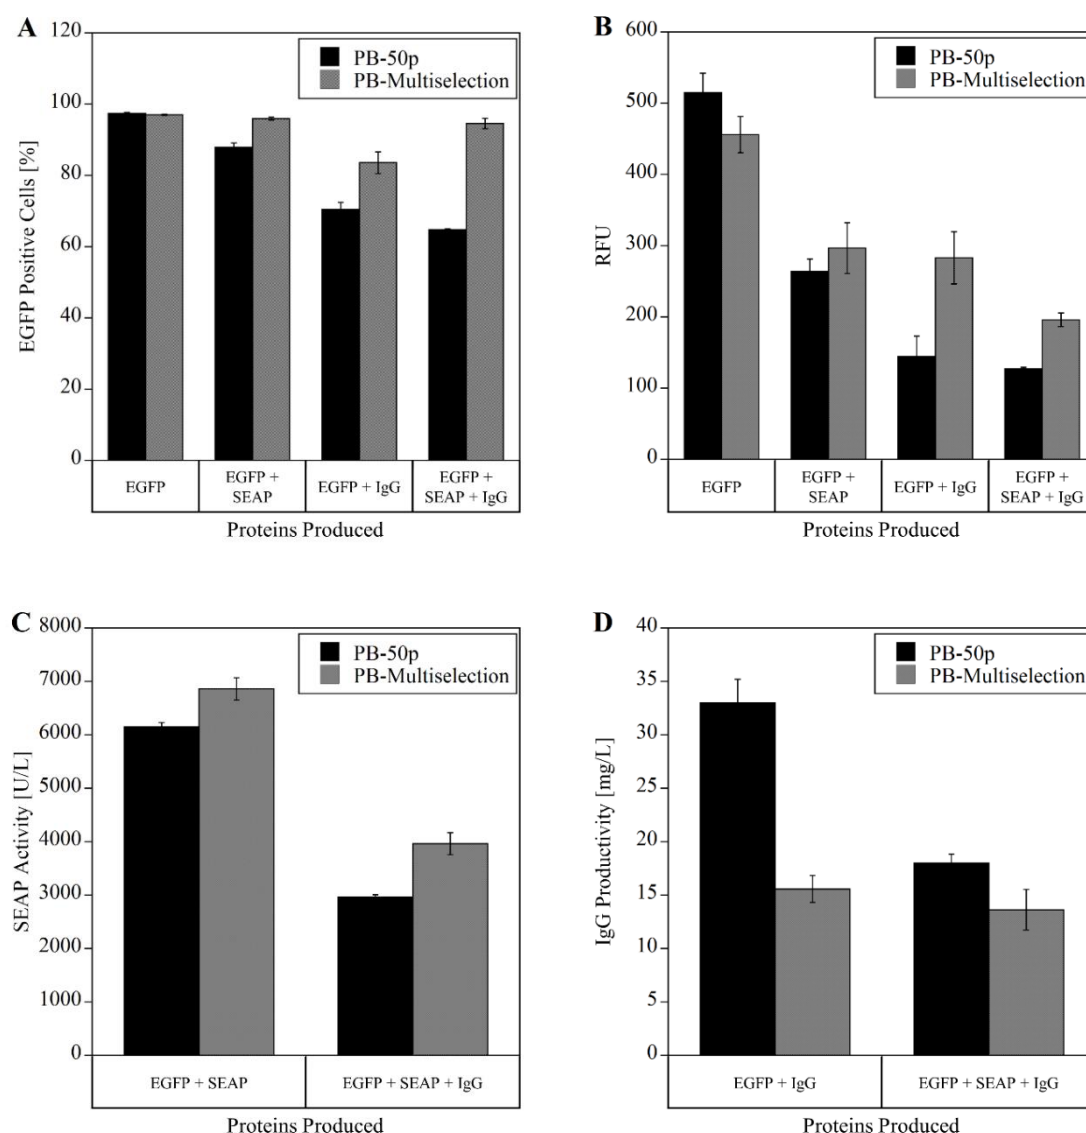 A
120
100
80
60
40
20
0
EGFP Positive Cells [%]
PB-50p
PB-Multiselection
EGFP
EGFP +
SEAP
EGFP + IgG
EGFP +
SEAP + IgG
Proteins Produced
B
600
500
400
300
200
100
0
RFU
PB-50p
PB-Multiselection
EGFP
EGFP +
SEAP
EGFP + IgG
EGFP +
SEAP + IgG
Proteins Produced
C
8000
7000
6000
5000
4000
3000
2000
1000
0
SEAP Activity [U/L]
PB-50p
PB-Multiselection
EGFP + SEAP
EGFP + SEAP + IgG
Proteins Produced
D
40
35
30
25
20
15
10
5
0
IgG Productivity [mg/L]
PB-50p
PB-Multiselection
EGFP + IgG
EGFP + SEAP + IgG
Proteins Produced